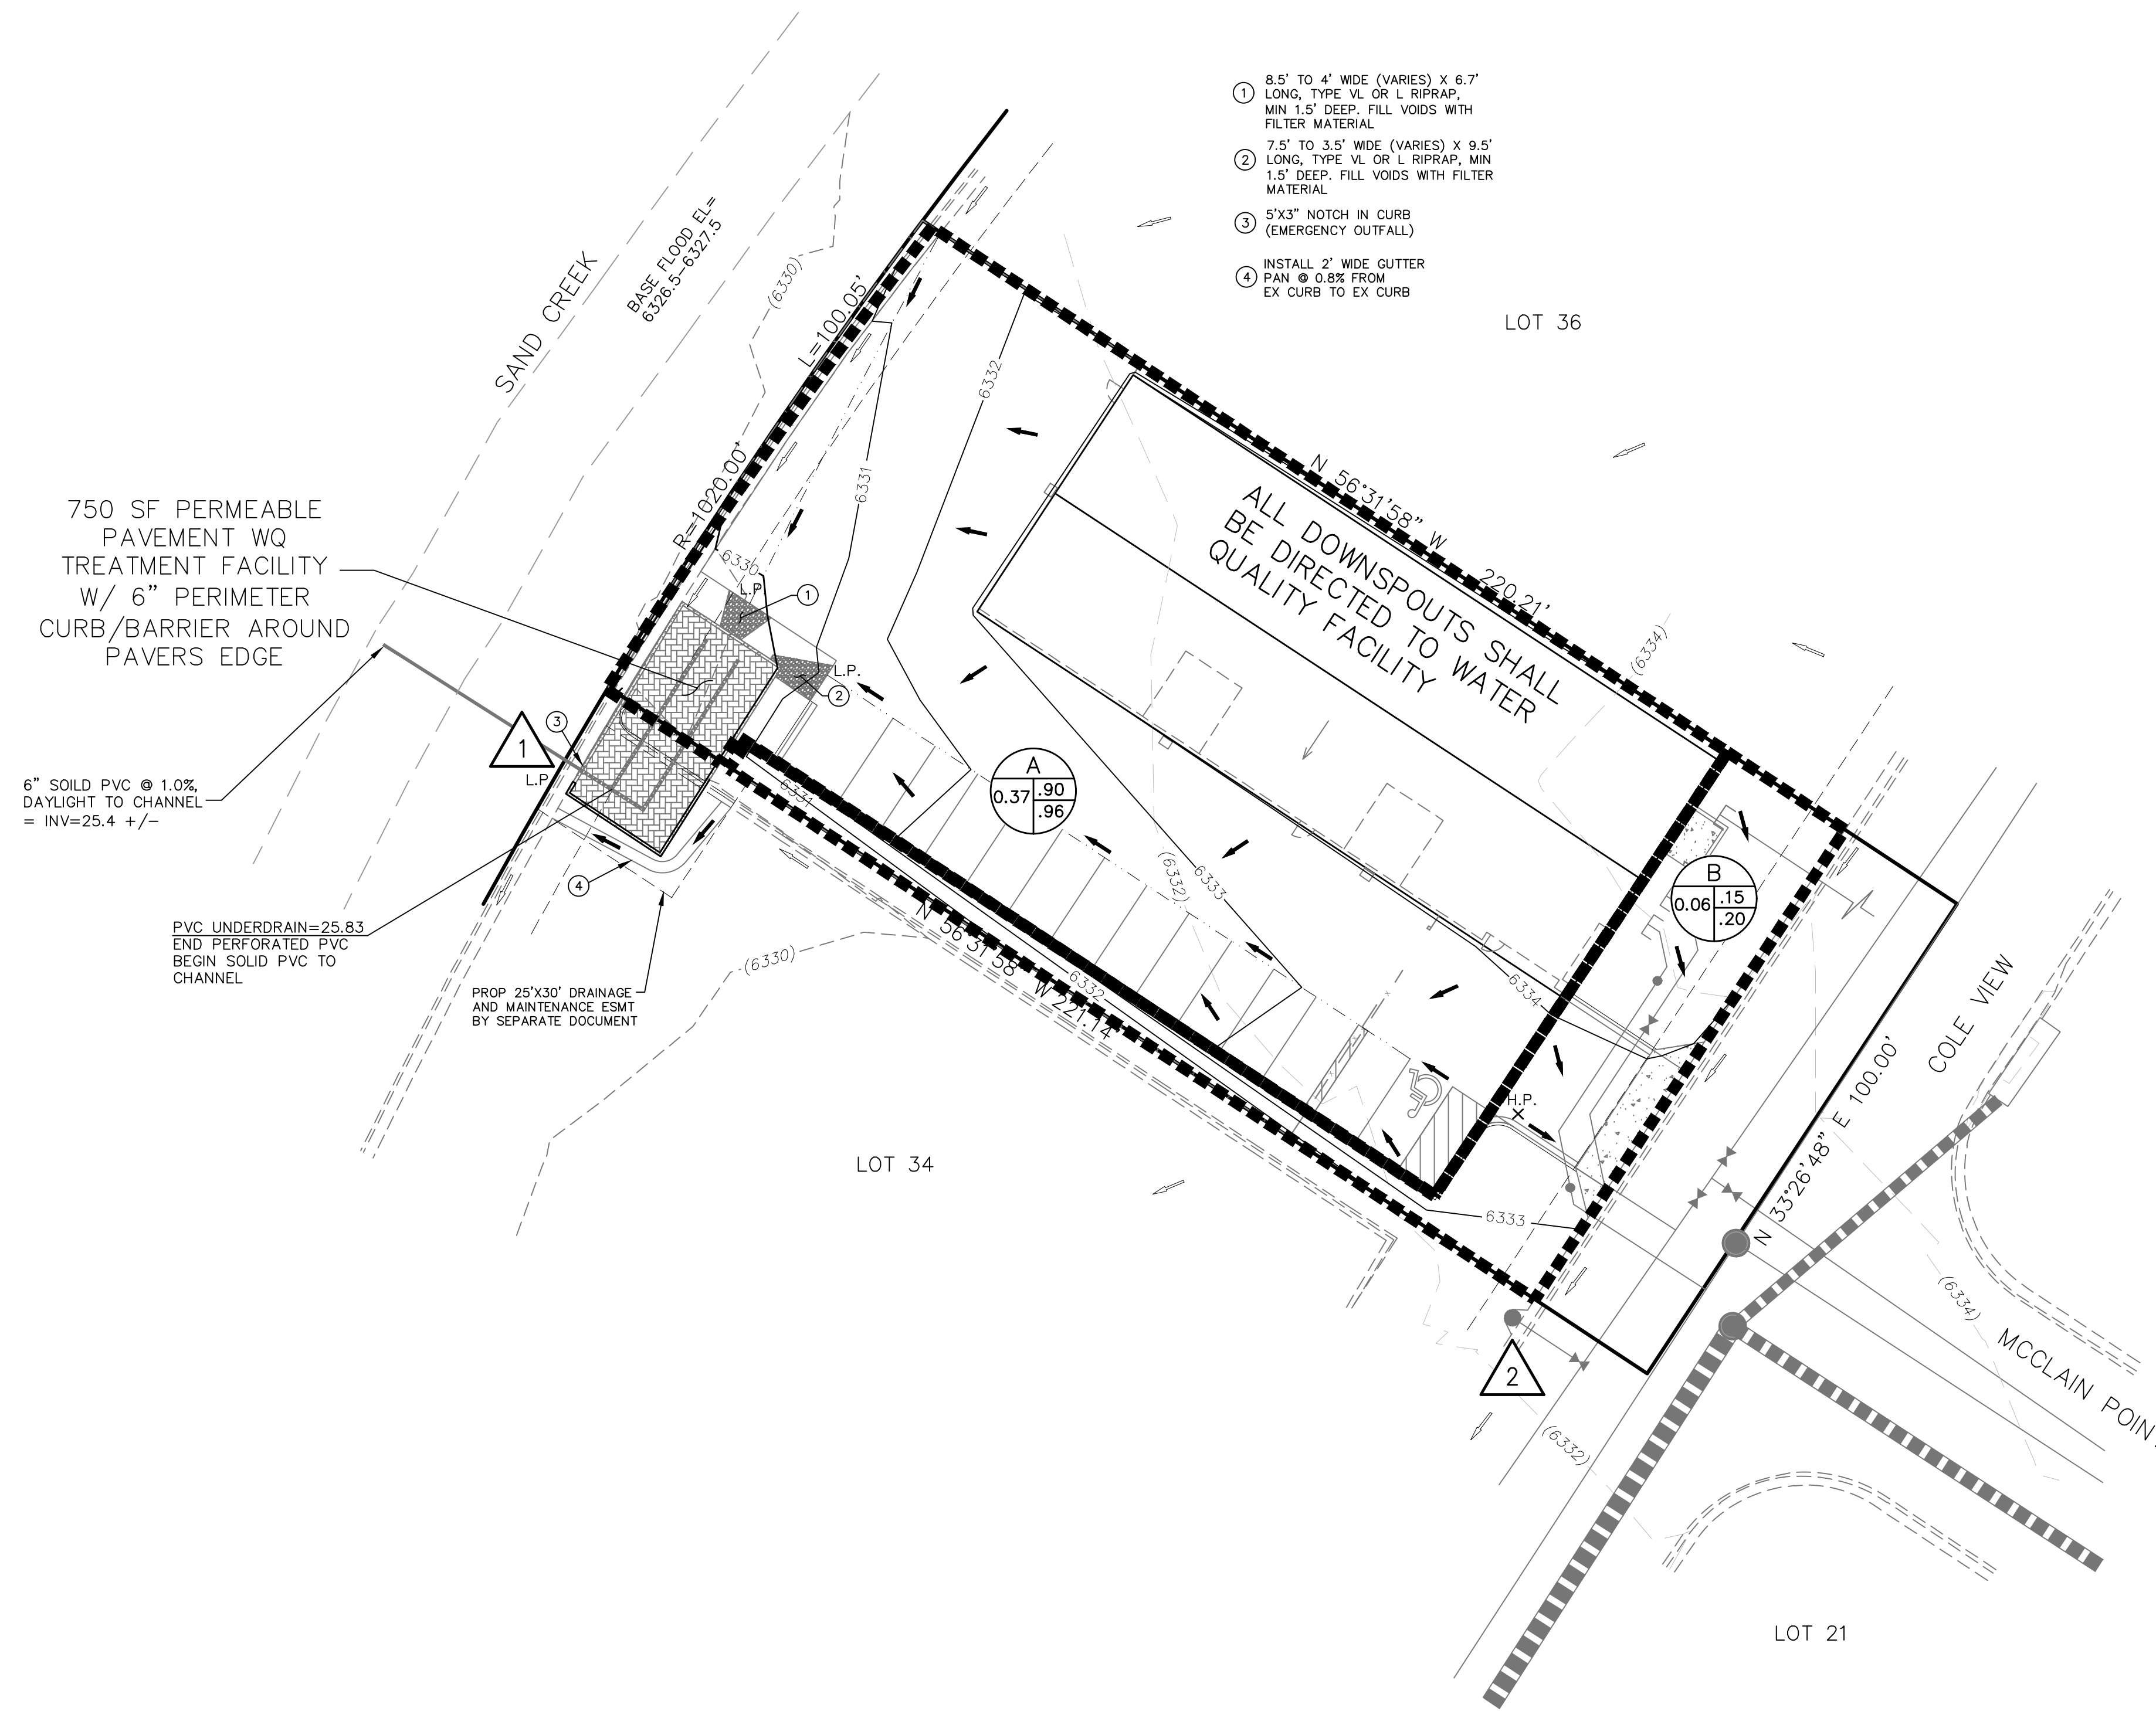 1
8.5' TO 4' WIDE (VARIES) X 6.7'
LONG, TYPE VL OR L RIPRAP,
MIN 1.5' DEEP. FILL VOIDS WITH
FILTER MATERIAL
2
7.5' TO 3.5' WIDE (VARIES) X 9.5'
LONG, TYPE VL OR L RIPRAP, MIN
1.5' DEEP. FILL VOIDS WITH FILTER
MATERIAL
3
5'X3" NOTCH IN CURB
(EMERGENCY OUTFALL)
4
INSTALL 2' WIDE GUTTER
PAN @ 0.8% FROM
EX CURB TO EX CURB
LOT 36
SAND CREEK
BASE FLOOD EL=
6326.5-6327.5
(6330)
L=100.05'
R=1020.00'
6332
6331
6330
N 56°31'58" W
220.21'
ALL DOWNSPOUTS SHALL
BE DIRECTED TO WATER
QUALITY FACILITY
(6334)
750 SF PERMEABLE
PAVEMENT WQ
TREATMENT FACILITY
W/ 6" PERIMETER
CURB/BARRIER AROUND
PAVERS EDGE
L.P.
1
L.P.
2
3
1
L.P.
6" SOILD PVC @ 1.0%,
DAYLIGHT TO CHANNEL
= INV=25.4 +/-
6331
A
0.37
.90
.96
B
0.06
.15
.20
(6332)
6333
6334
4
PVC UNDERDRAIN=25.83
END PERFORATED PVC
BEGIN SOLID PVC TO
CHANNEL
N 56°31'58"
W 221.14'
6332
(6330)
PROP 25'X30' DRAINAGE
AND MAINTENANCE ESMT
BY SEPARATE DOCUMENT
H.P.
COLE VIEW
N 33°26'48" E 100.00'
LOT 34
6333
(6334)
2
MCCLAIN POIN
(6332)
LOT 21